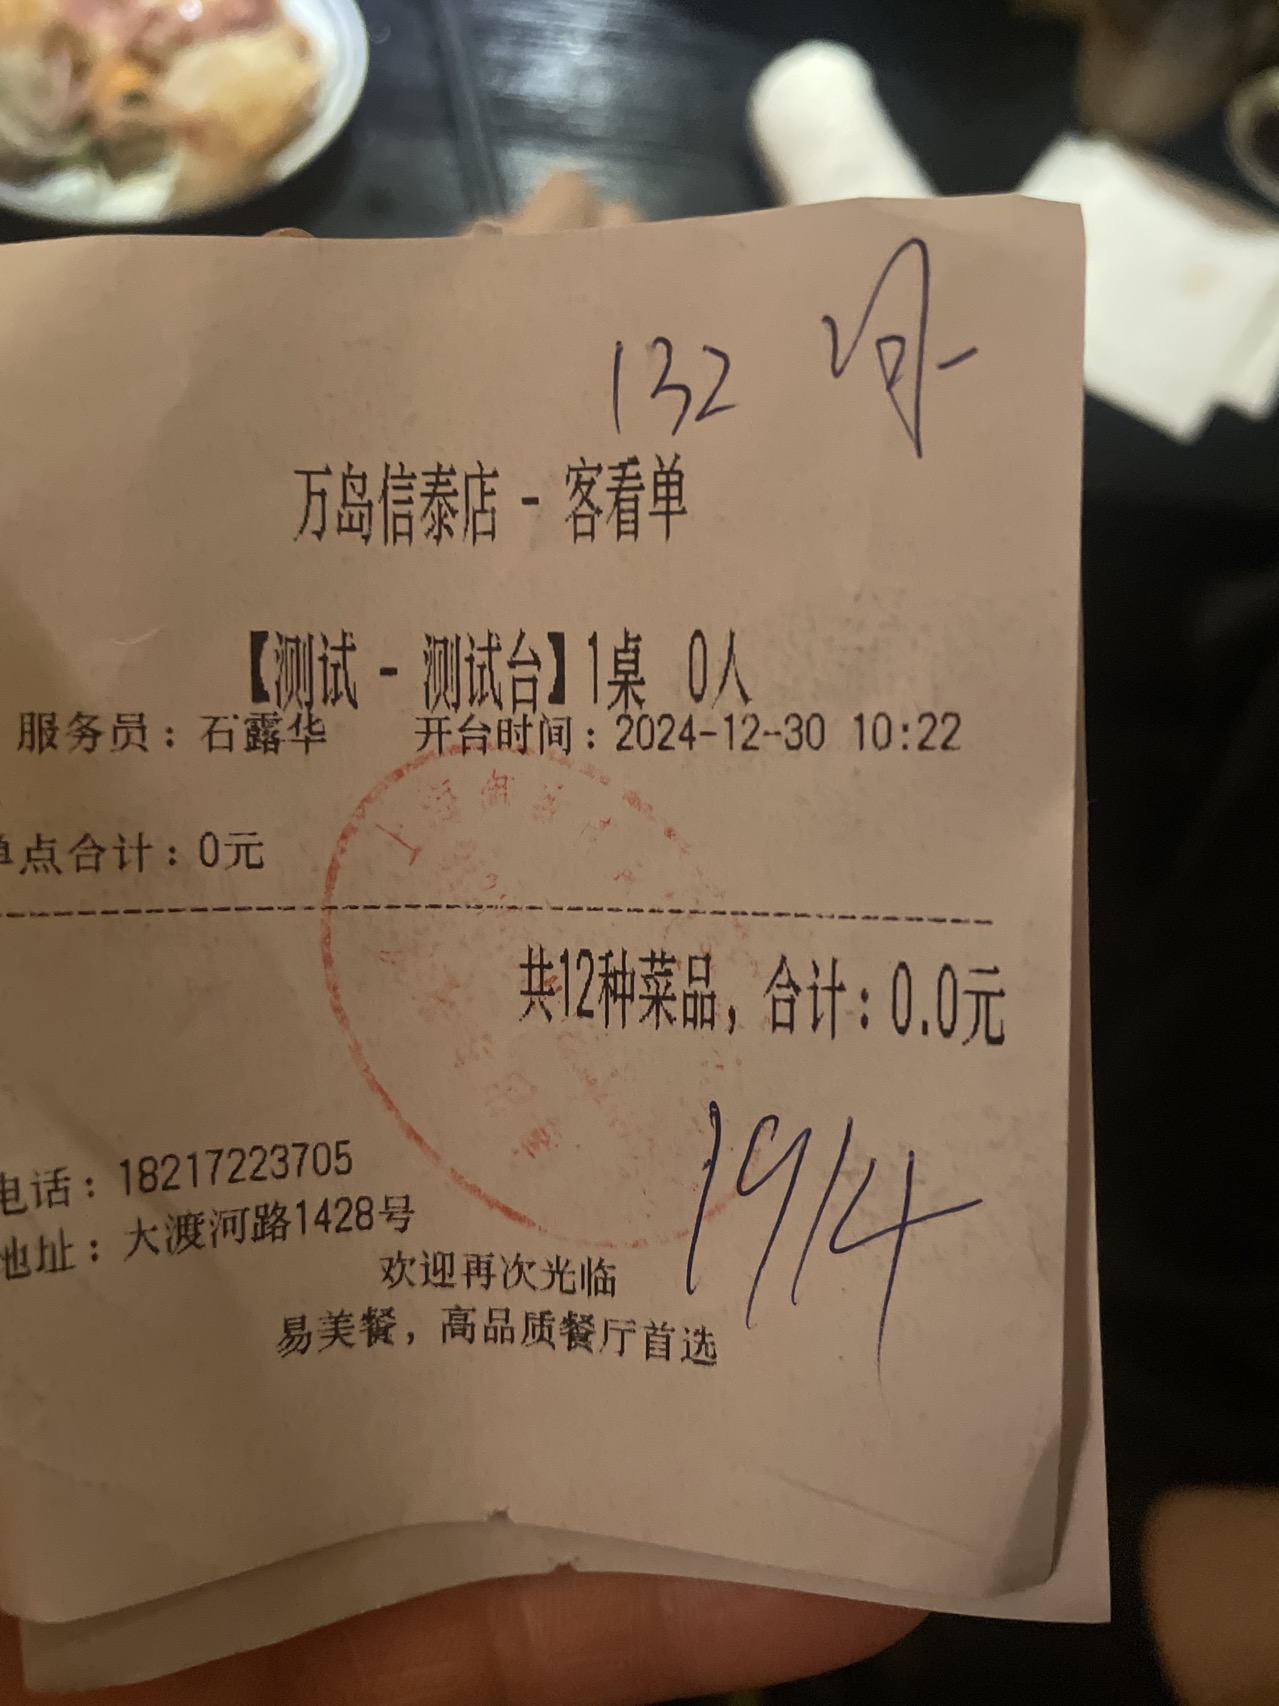 132
万岛信泰店 - 客看单
【测试 - 测试台】1桌 0人
服务员：石露华 开台时间：2024-12-30 10:22
点合计：0元
共12种菜品，合计：0.0元
1914
电话：18217223705
地址：大渡河路1428号
欢迎再次光临
易美餐，高品质餐厅首选